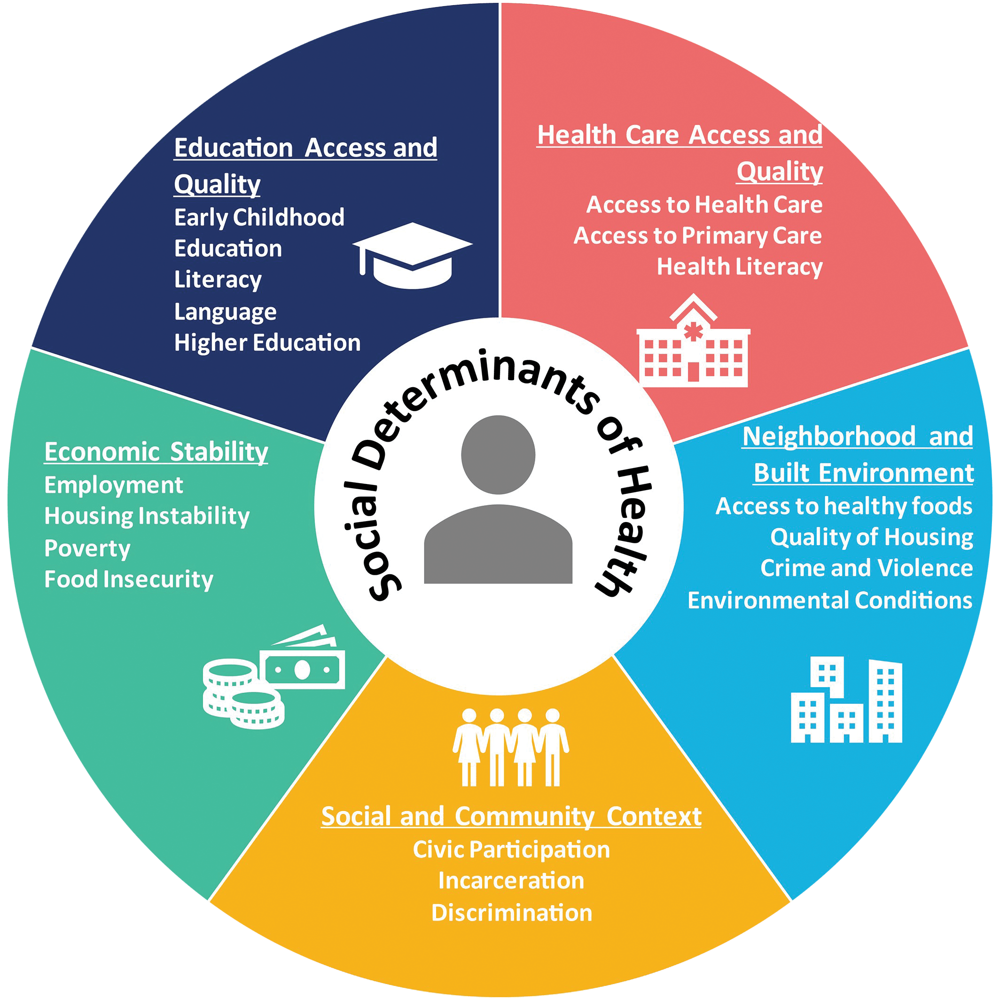 Education Access and
Quality
Early Childhood
Education
Literacy
Language
Higher Education
Health Care Access and
Quality
Access to Health Care
Access to Primary Care
Health Literacy
Social Determinants of Health
Economic Stability
Employment
Housing Instability
Poverty
Food Insecurity
Neighborhood and
Built Environment
Access to healthy foods
Quality of Housing
Crime and Violence
Environmental Conditions
Social and Community Context
Civic Participation
Incarceration
Discrimination